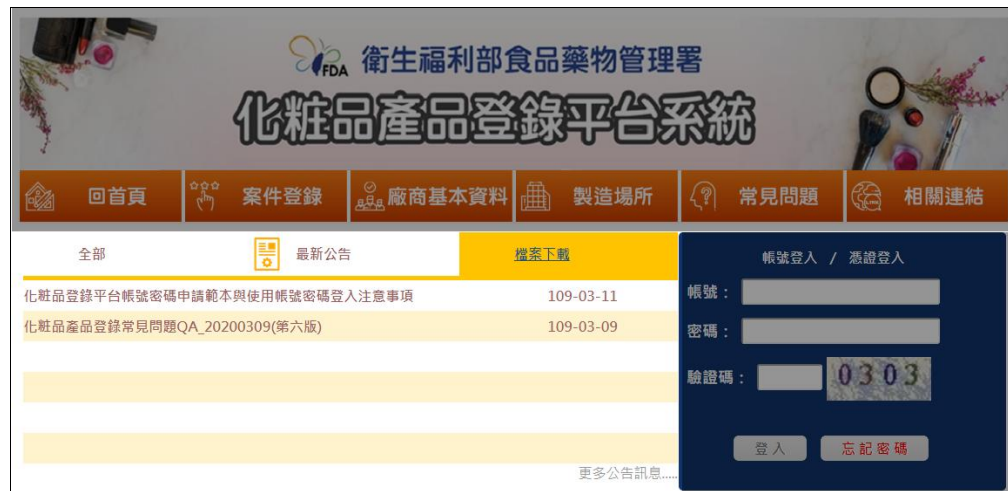 FDA 衛生福利部食品藥物管理署
化粧品產品登錄平台系統
回首頁 案件登錄 廠商基本資料 製造場所 常見問題 相關連結
全部 最新公告 檔案下載
帳號登入 / 憑證登入
化粧品登錄平台帳號密碼申請範本與使用帳號密碼登入注意事項 109-03-11
化粧品產品登錄常見問題QA_20200309(第六版) 109-03-09
帳號：
密碼：
驗證碼： 0303
登入 忘記密碼
更多公告訊息.....